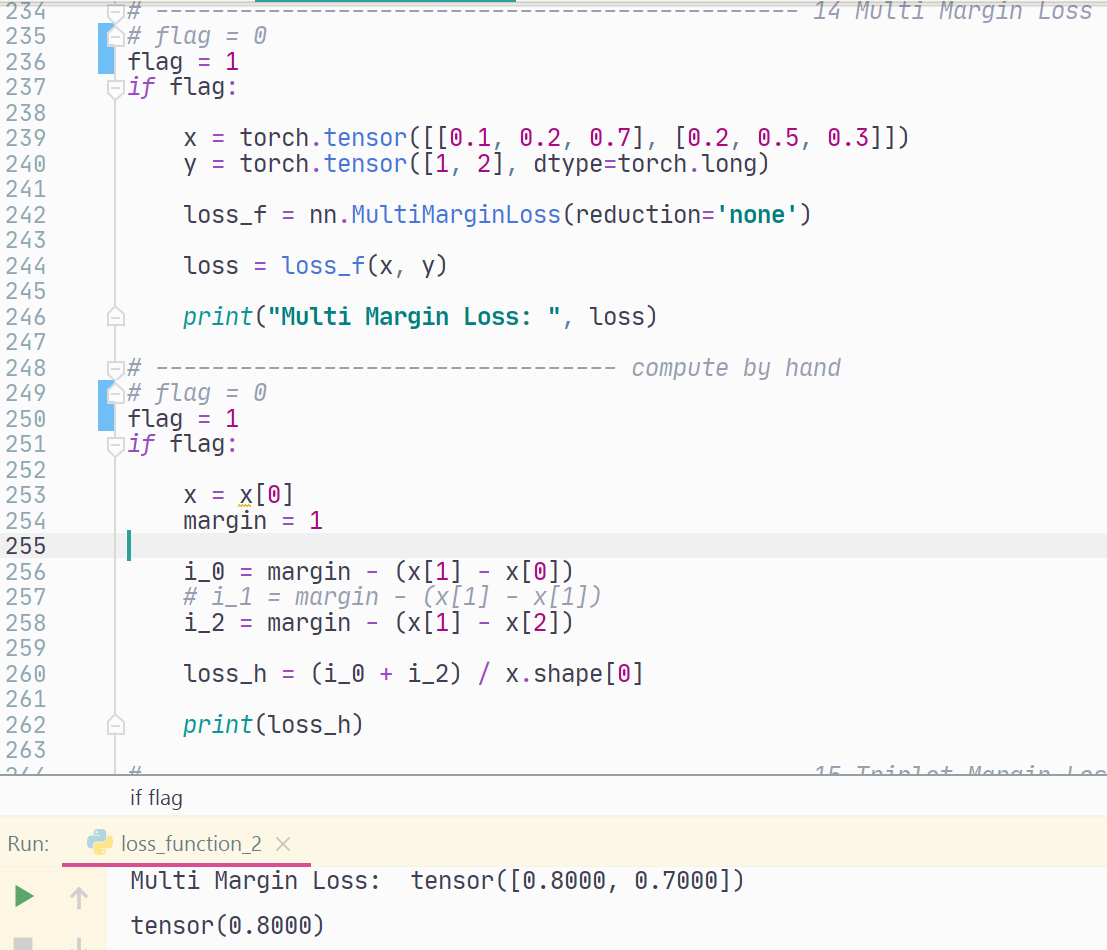 234 # ---------------------------------------------- 14 Multi Margin Loss
235 # flag = 0
236 flag = 1
237 if flag:
238
239 x = torch.tensor([[0.1, 0.2, 0.7], [0.2, 0.5, 0.3]])
240 y = torch.tensor([1, 2], dtype=torch.long)
241
242 loss_f = nn.MultiMarginLoss(reduction='none')
243
244 loss = loss_f(x, y)
245
246 print("Multi Margin Loss: ", loss)
247
248 # --------------------------------- compute by hand
249 # flag = 0
250 flag = 1
251 if flag:
252
253 x = x[0]
254 margin = 1
255
256 i_0 = margin - (x[1] - x[0])
257 # i_1 = margin - (x[1] - x[1])
258 i_2 = margin - (x[1] - x[2])
259
260 loss_h = (i_0 + i_2) / x.shape[0]
261
262 print(loss_h)
263
#
15 Triplet Margin Los
if flag
Run: loss_function_2
Multi Margin Loss:  tensor([0.8000, 0.7000])
tensor(0.8000)